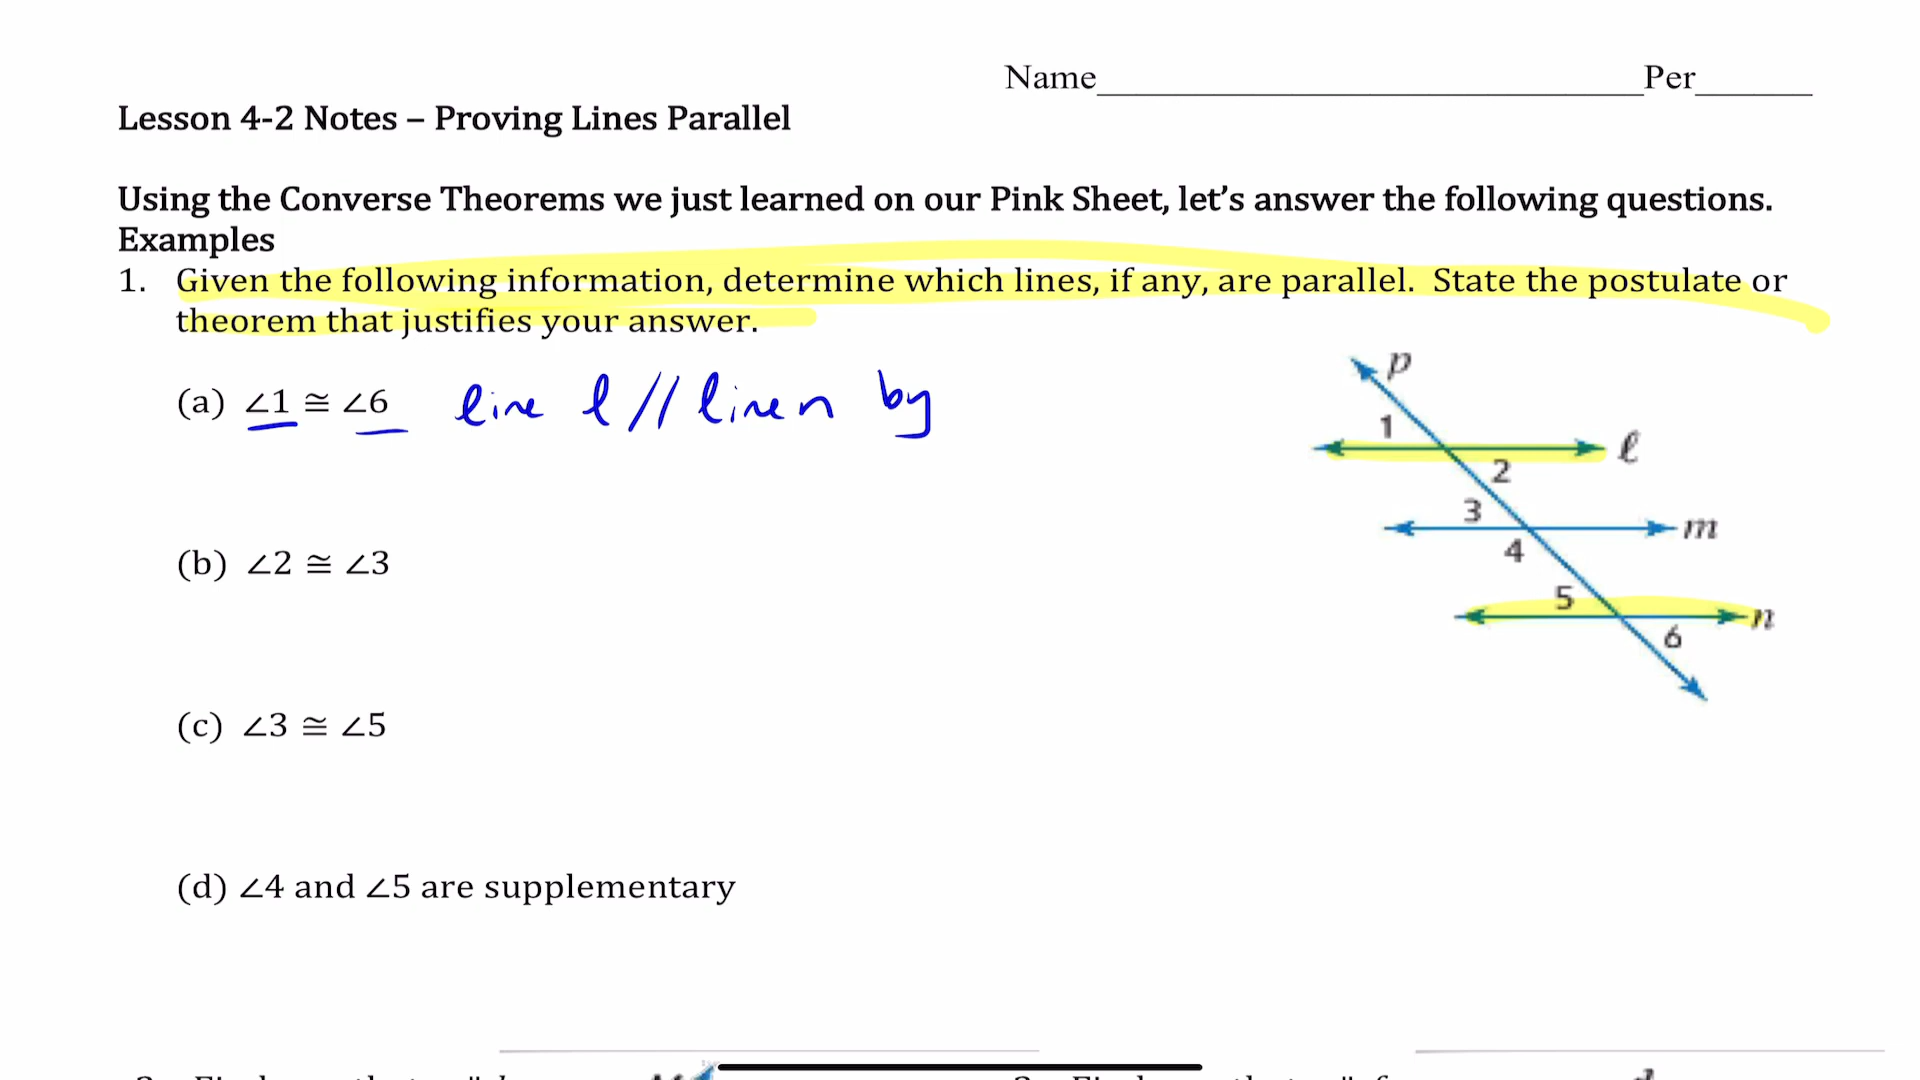 Name Per
Lesson 4-2 Notes – Proving Lines Parallel
Using the Converse Theorems we just learned on our Pink Sheet, let's answer the following questions.
Examples
1. Given the following information, determine which lines, if any, are parallel. State the postulate or
theorem that justifies your answer.
(a) ∠1 ≅ ∠6 line l // line n by
(b) ∠2 ≅ ∠3
(c) ∠3 ≅ ∠5
(d) ∠4 and ∠5 are supplementary
p
1
ℓ
2
3
m
4
5
n
6